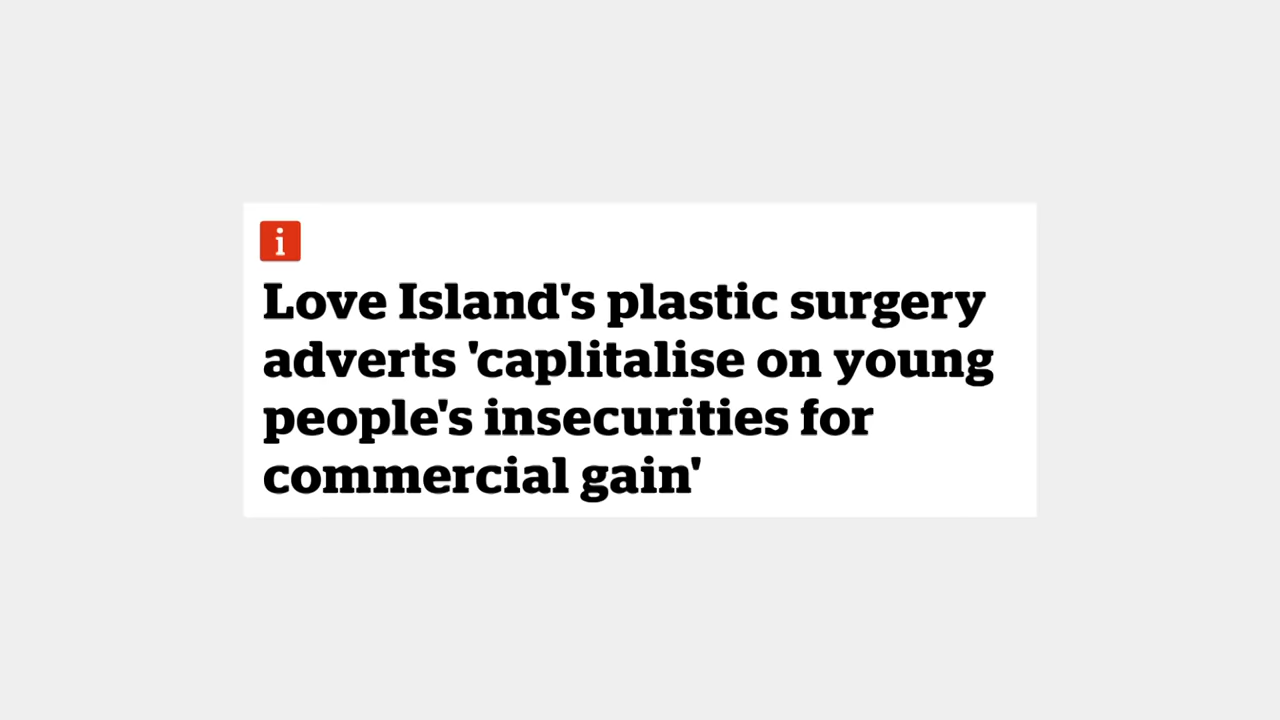 i
Love Island's plastic surgery
adverts 'caplitalise on young
people's insecurities for
commercial gain'